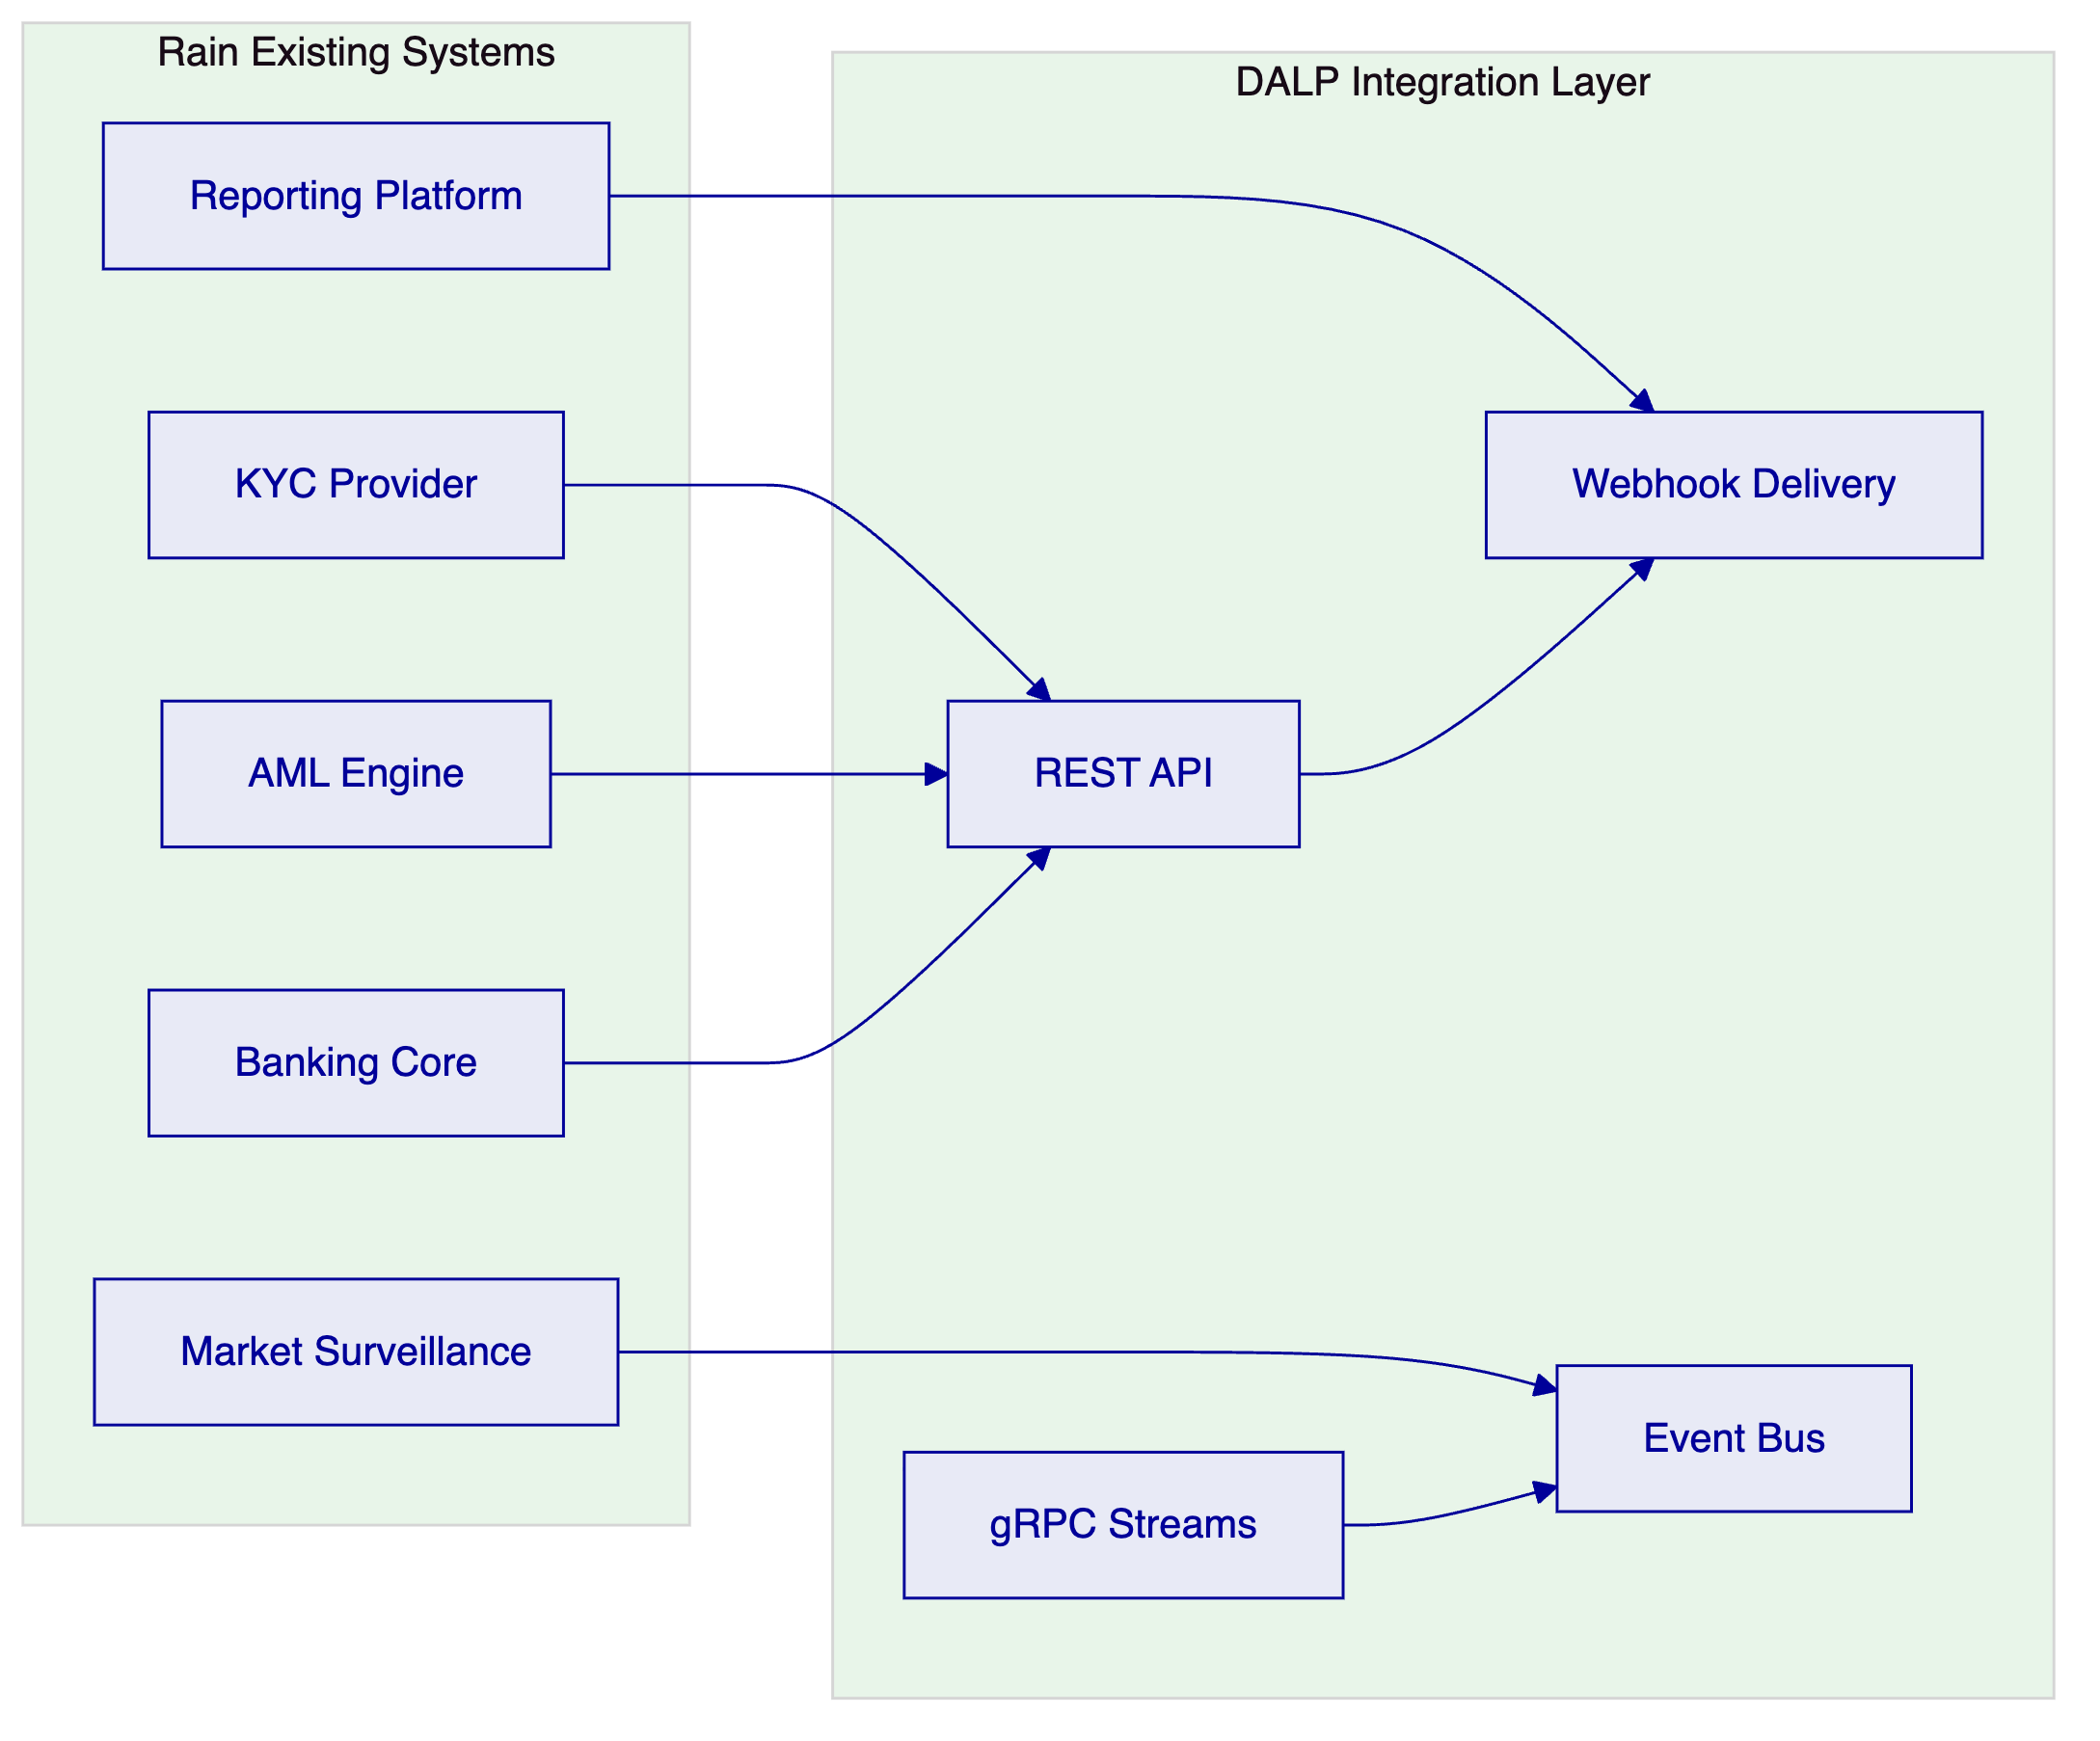 Rain Existing Systems
Reporting Platform
KYC Provider
AML Engine
Banking Core
Market Surveillance
DALP Integration Layer
Webhook Delivery
REST API
Event Bus
gRPC Streams